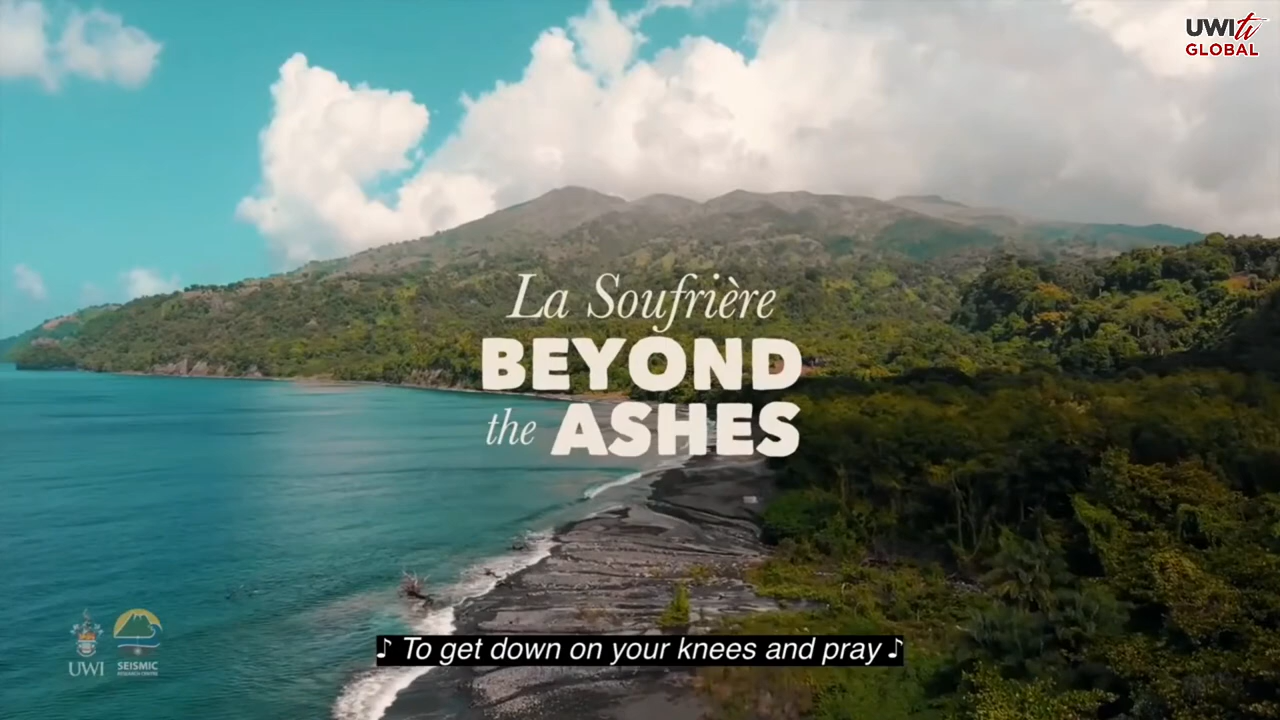 UWItv
GLOBAL
La Soufrière
BEYOND
the ASHES
♪ To get down on your knees and pray ♪
UWI
SEISMIC
RESEARCH CENTRE